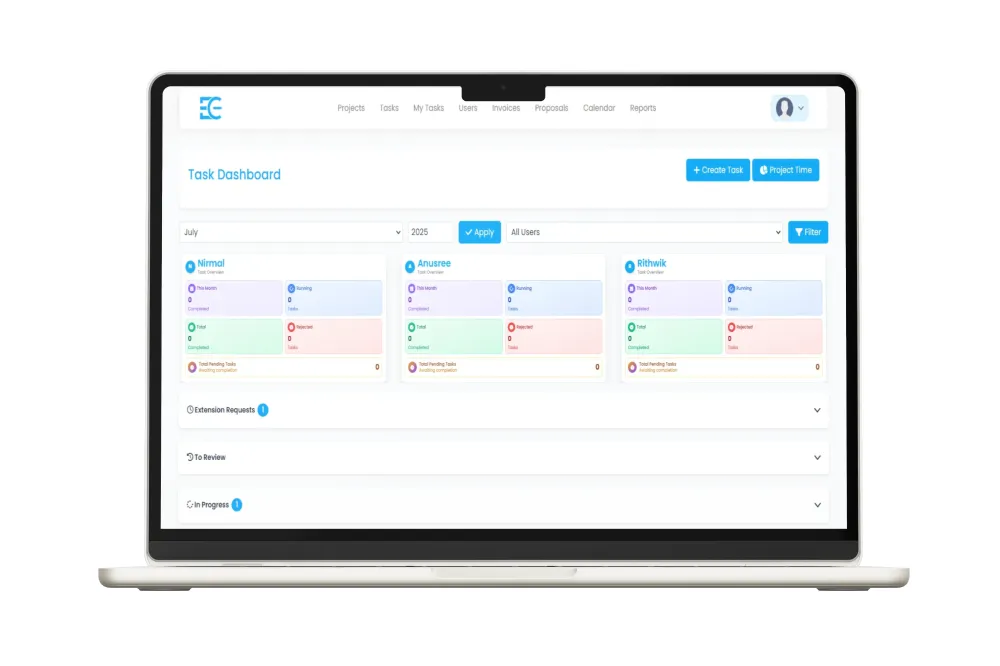 EC
Projects Tasks My Tasks Users Invoices Proposals Calendar Reports
Task Dashboard
+ Create Task Project Time
July 2025 Apply All Users Filter
N Nirmal
Task Overview
This Month Running
0 0
Completed Tasks
Total Rejected
0 0
Completed Tasks
Total Pending Tasks 0
Awaiting completion
A Anusree
Task Overview
This Month Running
0 0
Completed Tasks
Total Rejected
0 0
Completed Tasks
Total Pending Tasks 0
Awaiting completion
R Rithwik
Task Overview
This Month Running
0 0
Completed Tasks
Total Rejected
0 0
Completed Tasks
Total Pending Tasks 0
Awaiting completion
Extension Requests 1
To Review
In Progress 1